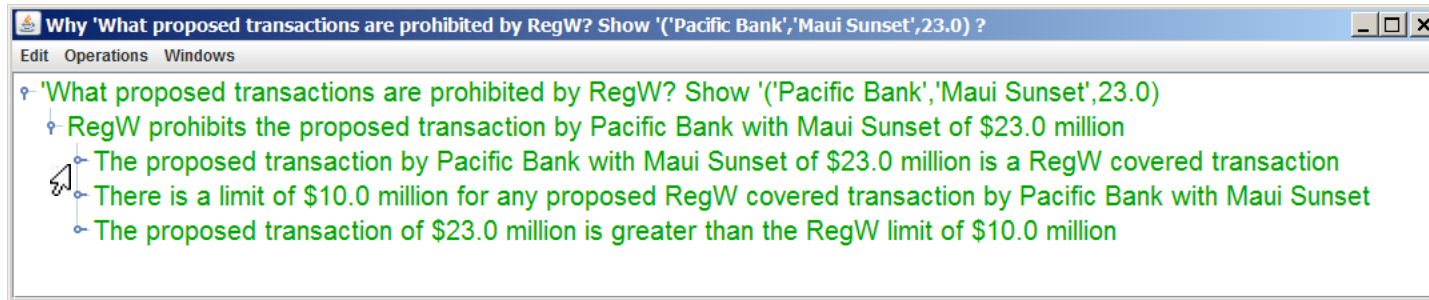 Why 'What proposed transactions are prohibited by RegW? Show '('Pacific Bank','Maui Sunset',23.0) ?
Edit Operations Windows
'What proposed transactions are prohibited by RegW? Show '('Pacific Bank','Maui Sunset',23.0)
RegW prohibits the proposed transaction by Pacific Bank with Maui Sunset of $23.0 million
The proposed transaction by Pacific Bank with Maui Sunset of $23.0 million is a RegW covered transaction
There is a limit of $10.0 million for any proposed RegW covered transaction by Pacific Bank with Maui Sunset
The proposed transaction of $23.0 million is greater than the RegW limit of $10.0 million